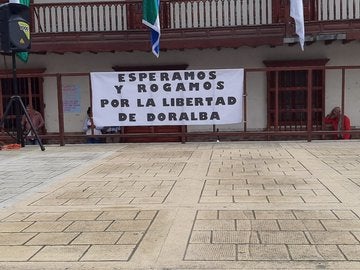 ESPERAMOS
Y ROGAMOS
POR LA LIBERTAD
DE DORALBA